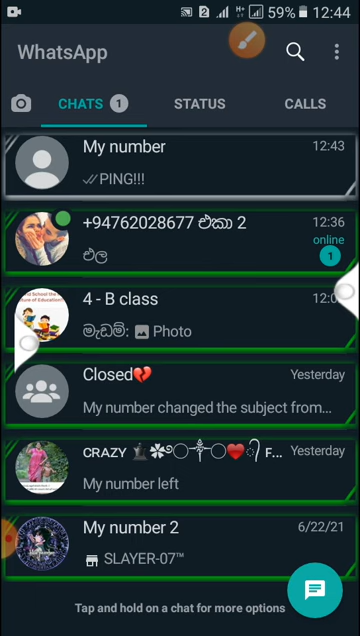 59% 12:44
WhatsApp
CHATS 1 STATUS CALLS
My number 12:43
PING!!!
+94762028677 එකා 2 12:36
online
එල 1
4 - B class
මැඩම්: Photo
Closed💔 Yesterday
My number changed the subject from...
Yesterday
My number left
My number 2 6/22/21
SLAYER-07™
Tap and hold on a chat for more options